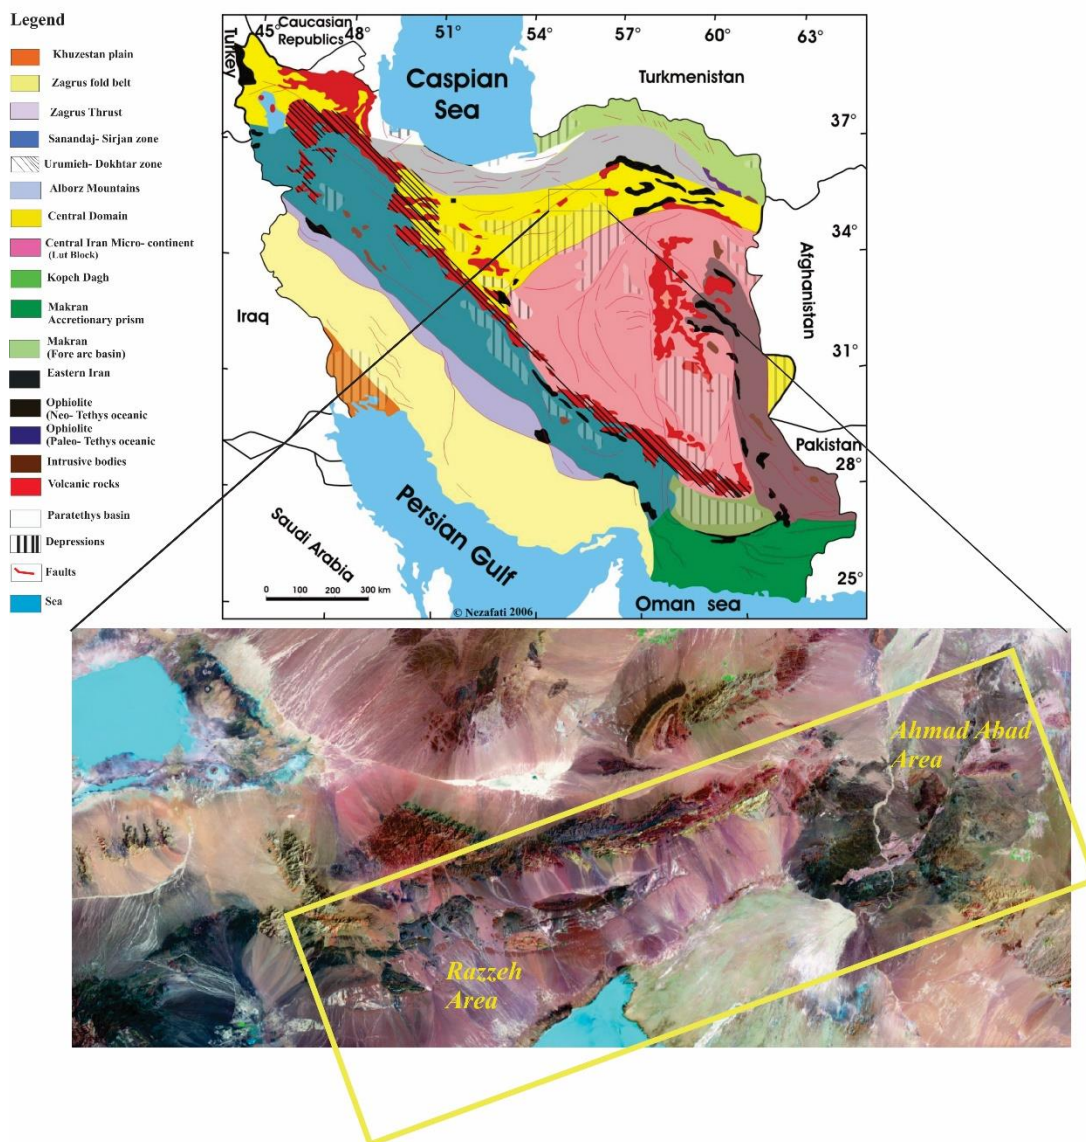 Legend
Khuzestan plain
Zagrus fold belt
Zagrus Thrust
Sanandaj- Sirjan zone
Urumieh- Dokhtar zone
Alborz Mountains
Central Domain
Central Iran Micro- continent
(Lut Block)
Kopeh Dagh
Makran
Accretionary prism
Makran
(Fore arc basin)
Eastern Iran
Ophiolite
(Neo- Tethys oceanic
Ophiolite
(Paleo- Tethys oceanic
Intrusive bodies
Volcanic rocks
Paratethys basin
Depressions
Faults
Sea
45°
48°
51°
54°
57°
60°
63°
Caucasian
Republics
Turkey
Caspian
Sea
Turkmenistan
37°
34°
Afghanistan
Iraq
31°
Pakistan
28°
Persian Gulf
Saudi Arabia
25°
0 100 200 300 km
Oman sea
© Nezafati 2006
Ahmad Abad
Area
Razzeh
Area